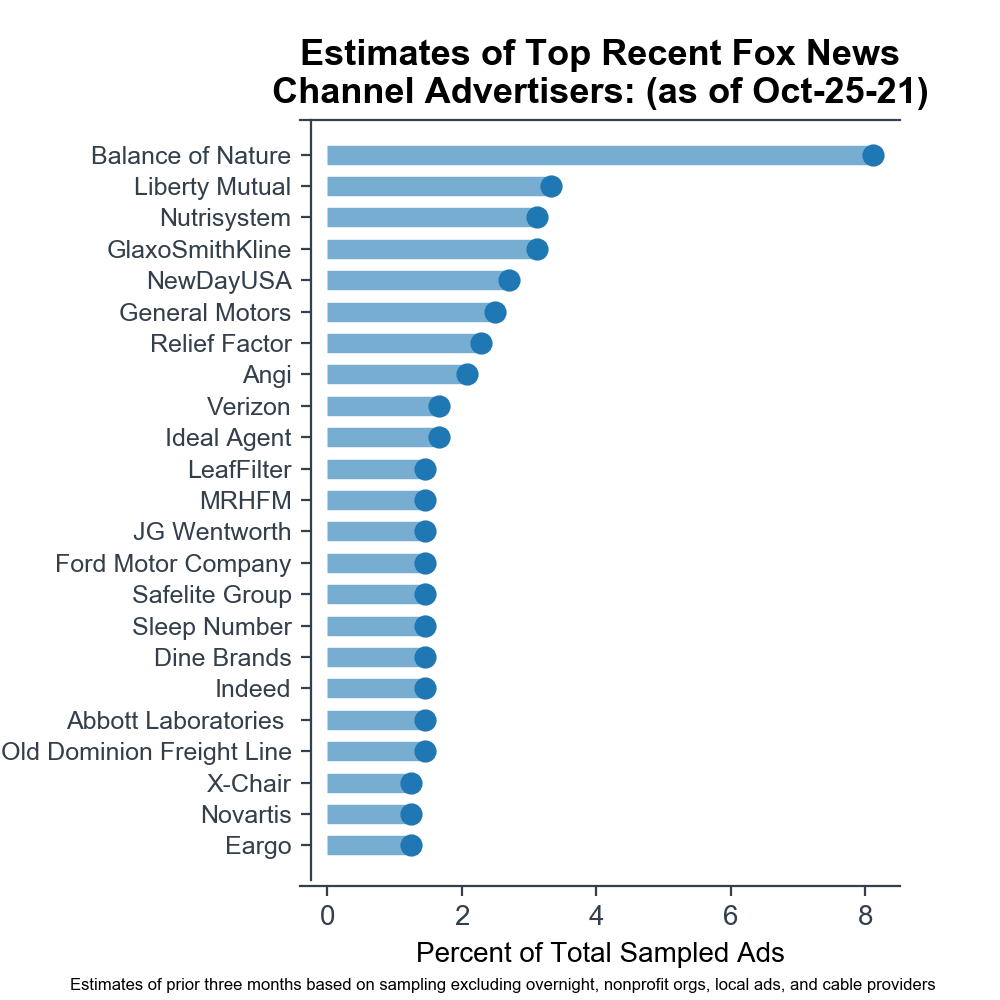 Estimates of Top Recent Fox News
Channel Advertisers: (as of Oct-25-21)
Balance of Nature
Liberty Mutual
Nutrisystem
GlaxoSmithKline
NewDayUSA
General Motors
Relief Factor
Angi
Verizon
Ideal Agent
LeafFilter
MRHFM
JG Wentworth
Ford Motor Company
Safelite Group
Sleep Number
Dine Brands
Indeed
Abbott Laboratories
Old Dominion Freight Line
X-Chair
Novartis
Eargo
0 2 4 6 8
Percent of Total Sampled Ads
Estimates of prior three months based on sampling excluding overnight, nonprofit orgs, local ads, and cable providers